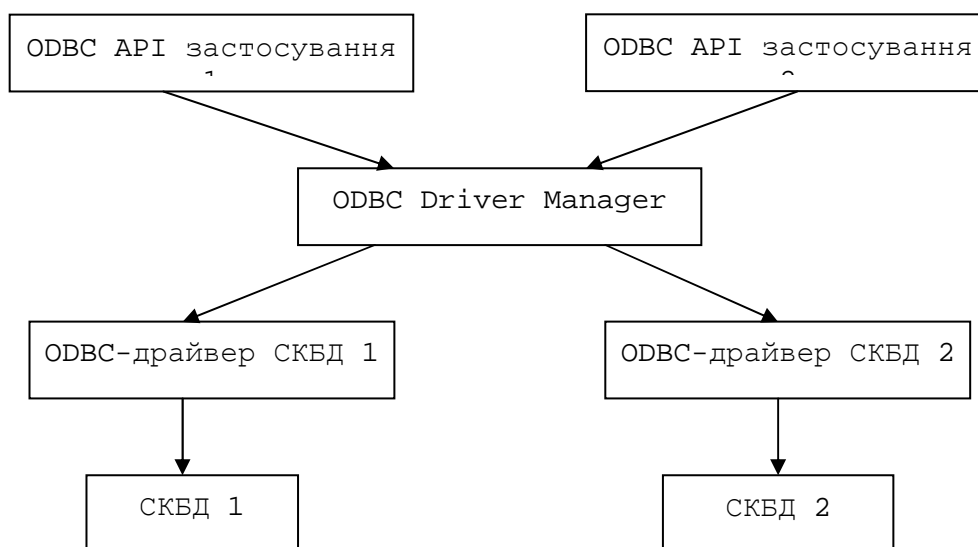 ODBC API застосування
ODBC API застосування
ODBC Driver Manager
ODBC-драйвер СКБД 1
ODBC-драйвер СКБД 2
СКБД 1
СКБД 2